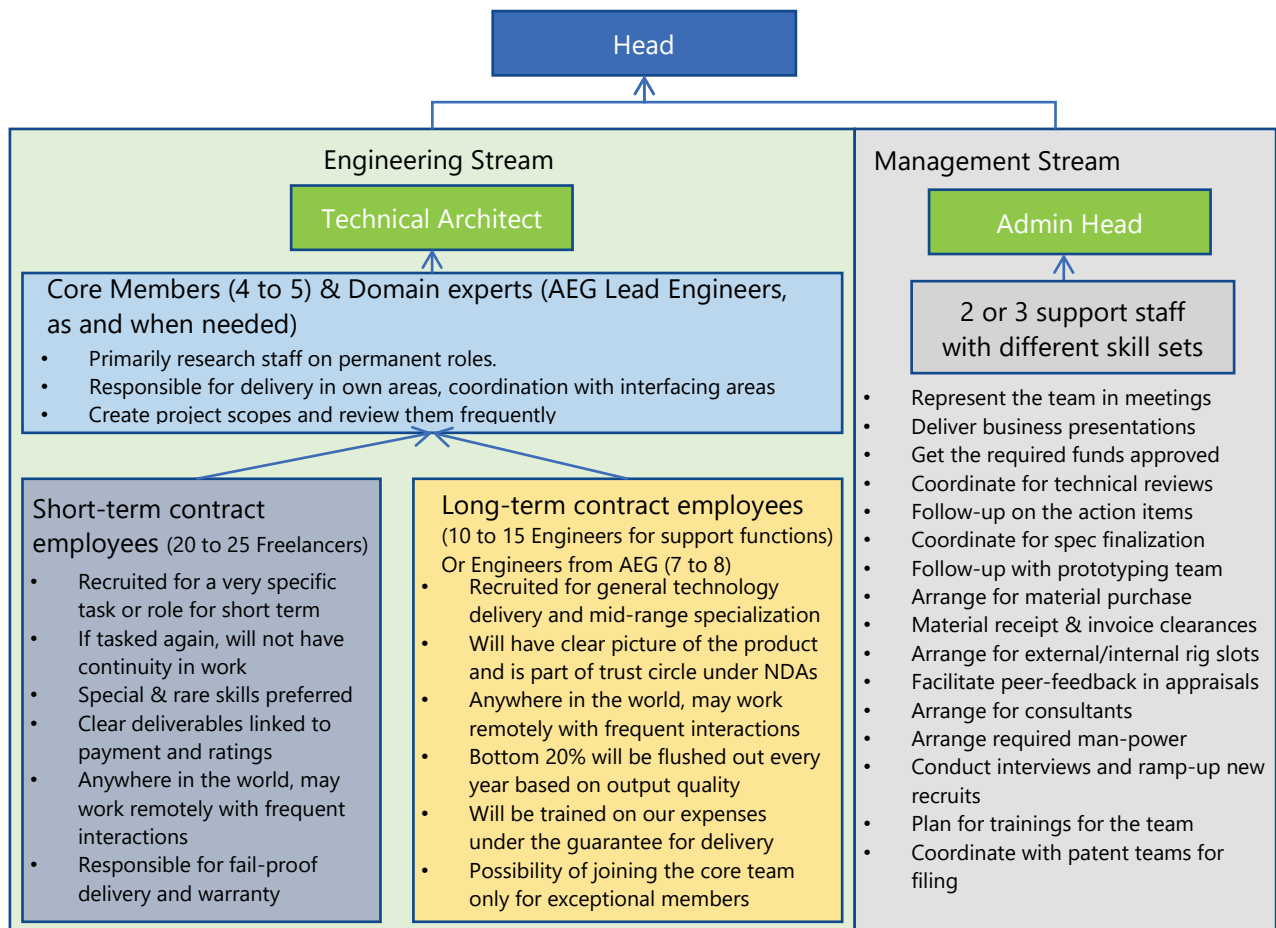 Head
Engineering Stream
Technical Architect
Core Members (4 to 5) & Domain experts (AEG Lead Engineers,
as and when needed)
• Primarily research staff on permanent roles.
• Responsible for delivery in own areas, coordination with interfacing areas
• Create project scopes and review them frequently
Short-term contract
employees (20 to 25 Freelancers)
• Recruited for a very specific
task or role for short term
• If tasked again, will not have
continuity in work
• Special & rare skills preferred
• Clear deliverables linked to
payment and ratings
• Anywhere in the world, may
work remotely with frequent
interactions
• Responsible for fail-proof
delivery and warranty
Long-term contract employees
(10 to 15 Engineers for support functions)
Or Engineers from AEG (7 to 8)
• Recruited for general technology
delivery and mid-range specialization
• Will have clear picture of the product
and is part of trust circle under NDAs
• Anywhere in the world, may work
remotely with frequent interactions
• Bottom 20% will be flushed out every
year based on output quality
• Will be trained on our expenses
under the guarantee for delivery
• Possibility of joining the core team
only for exceptional members
Management Stream
Admin Head
2 or 3 support staff
with different skill sets
• Represent the team in meetings
• Deliver business presentations
• Get the required funds approved
• Coordinate for technical reviews
• Follow-up on the action items
• Coordinate for spec finalization
• Follow-up with prototyping team
• Arrange for material purchase
• Material receipt & invoice clearances
• Arrange for external/internal rig slots
• Facilitate peer-feedback in appraisals
• Arrange for consultants
• Arrange required man-power
• Conduct interviews and ramp-up new
recruits
• Plan for trainings for the team
• Coordinate with patent teams for
filing